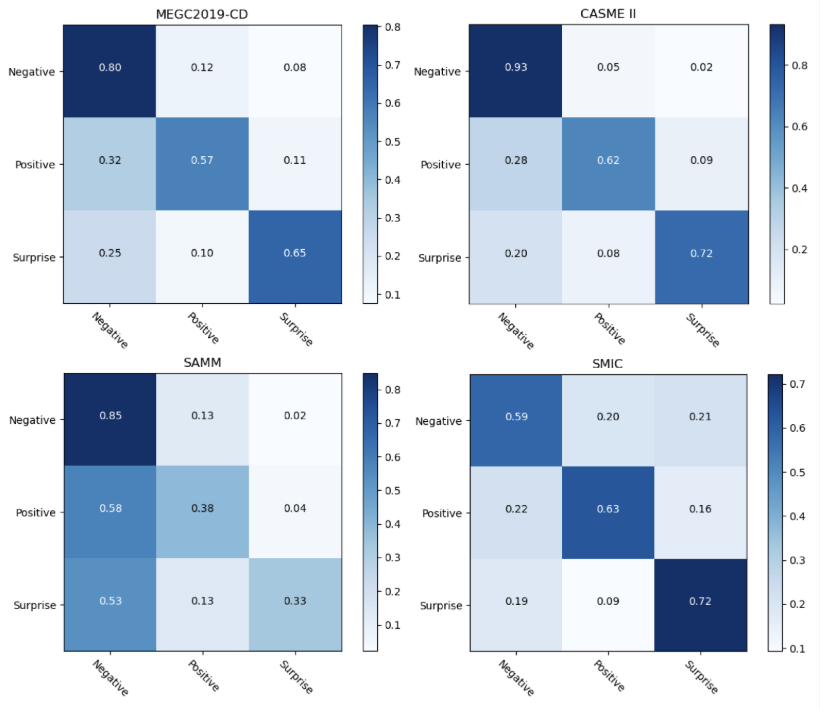 MEGC2019-CD
Negative 0.80 0.12 0.08
Positive 0.32 0.57 0.11
Surprise 0.25 0.10 0.65
Negative Positive Surprise
0.8
0.7
0.6
0.5
0.4
0.3
0.2
0.1
CASME II
Negative 0.93 0.05 0.02
Positive 0.28 0.62 0.09
Surprise 0.20 0.08 0.72
Negative Positive Surprise
0.8
0.6
0.4
0.2
SAMM
Negative 0.85 0.13 0.02
Positive 0.58 0.38 0.04
Surprise 0.53 0.13 0.33
Negative Positive Surprise
0.8
0.7
0.6
0.5
0.4
0.3
0.2
0.1
SMIC
Negative 0.59 0.20 0.21
Positive 0.22 0.63 0.16
Surprise 0.19 0.09 0.72
Negative Positive Surprise
0.7
0.6
0.5
0.4
0.3
0.2
0.1